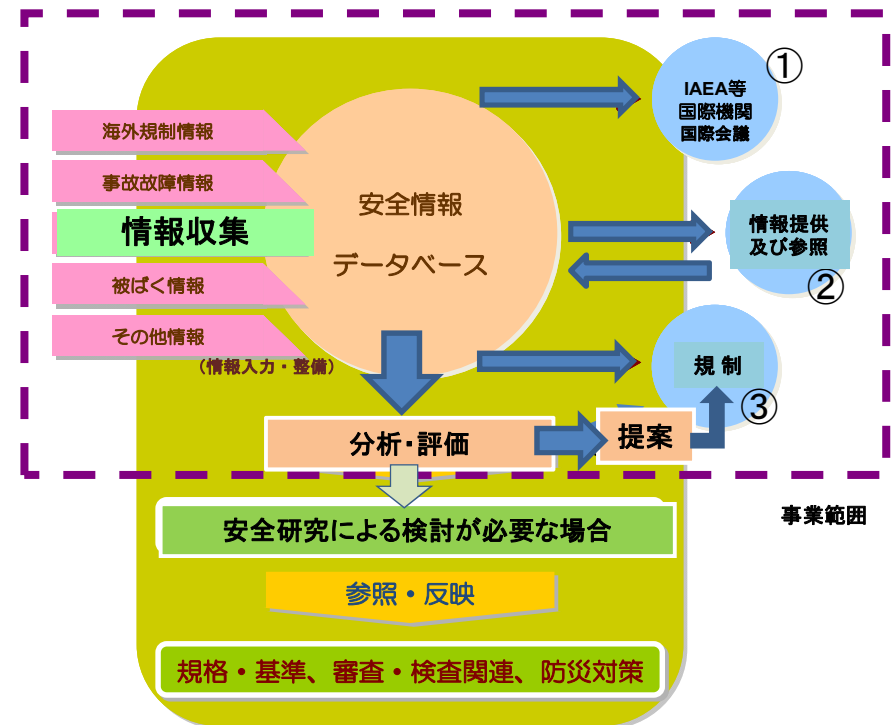 海外規制情報
事故故障情報
情報収集
被ばく情報
その他情報
(情報入力・整備)
安全情報
データベース
①
IAEA等
国際機関
国際会議
情報提供
及び参照
②
規 制
③
分析・評価
提案
事業範囲
安全研究による検討が必要な場合
参照・反映
規格・基準、審査・検査関連、防災対策